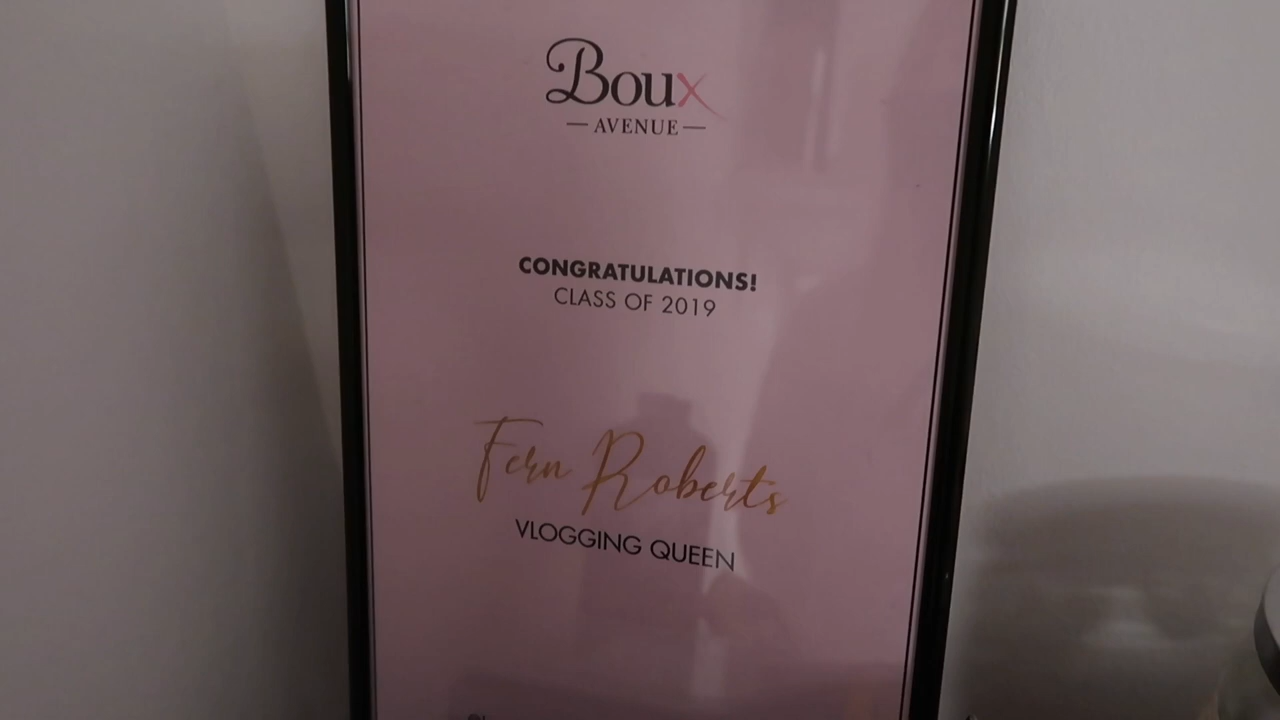 Boux
AVENUE
CONGRATULATIONS!
CLASS OF 2019
Fern Roberts
VLOGGING QUEEN